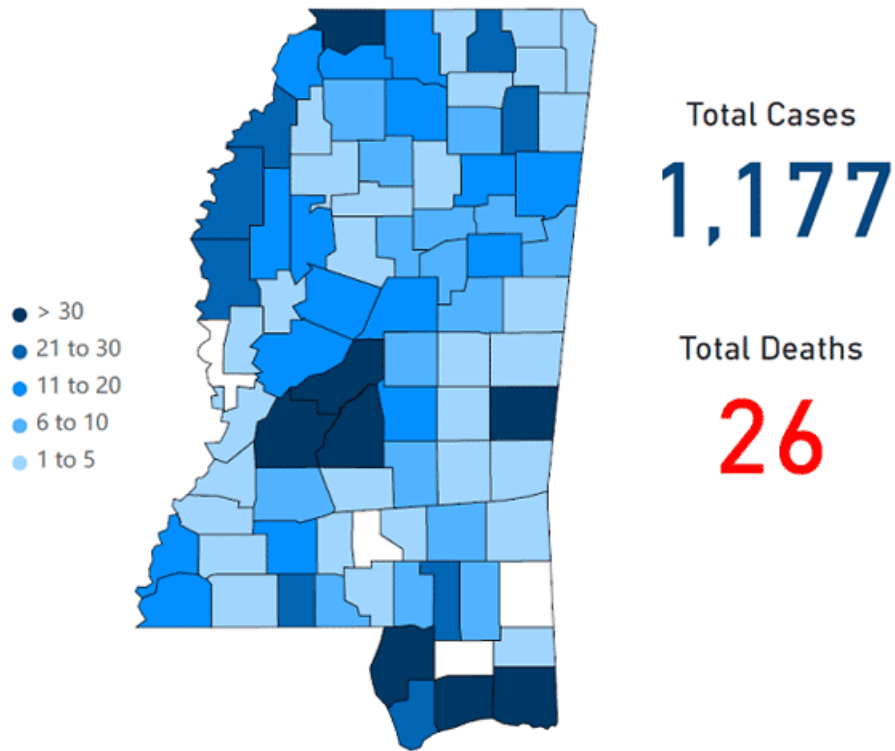 Total Cases
1,177
> 30
21 to 30
11 to 20
6 to 10
1 to 5
Total Deaths
26